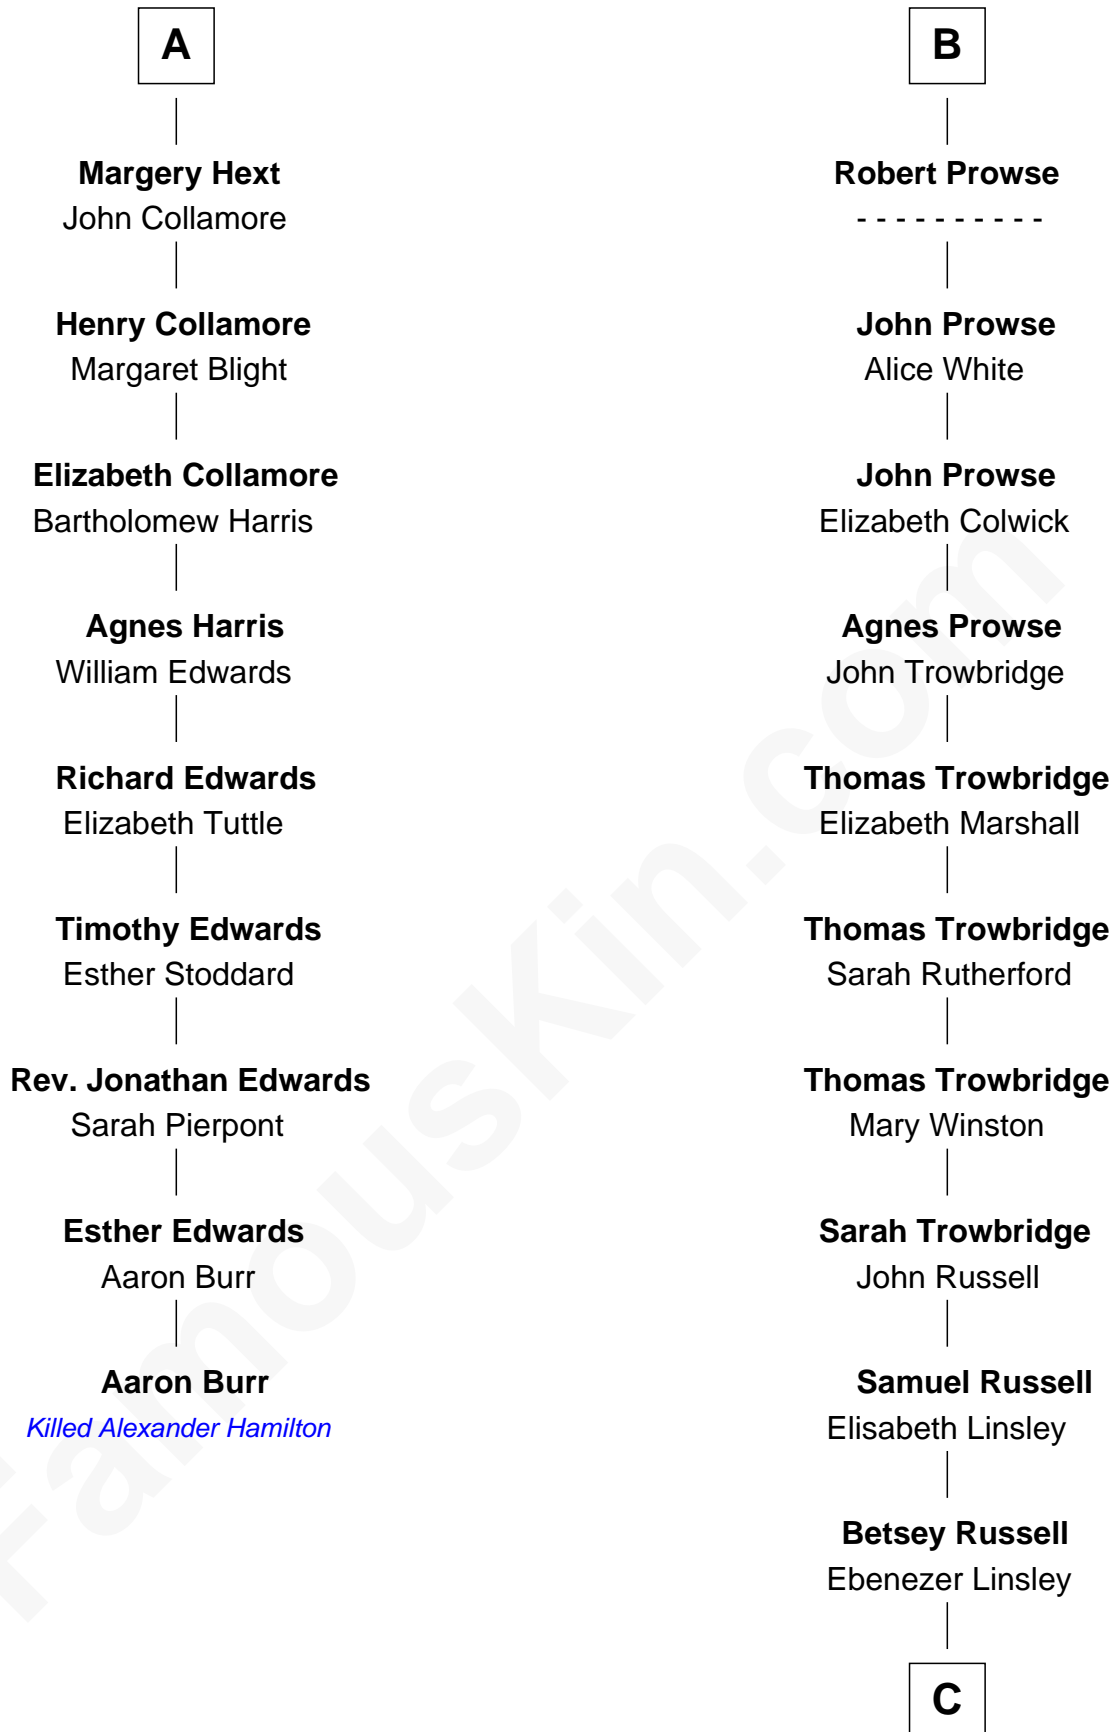 A
Margery Hext
John Collamore
Henry Collamore
Margaret Blight
Elizabeth Collamore
Bartholomew Harris
Agnes Harris
William Edwards
Richard Edwards
Elizabeth Tuttle
Timothy Edwards
Esther Stoddard
Rev. Jonathan Edwards
Sarah Pierpont
Esther Edwards
Aaron Burr
Aaron Burr
Killed Alexander Hamilton
B
Robert Prowse
- - - - - - - - - -
John Prowse
Alice White
John Prowse
Elizabeth Colwick
Agnes Prowse
John Trowbridge
Thomas Trowbridge
Elizabeth Marshall
Thomas Trowbridge
Sarah Rutherford
Thomas Trowbridge
Mary Winston
Sarah Trowbridge
John Russell
Samuel Russell
Elisabeth Linsley
Betsey Russell
Ebenezer Linsley
C
FamousKin.com